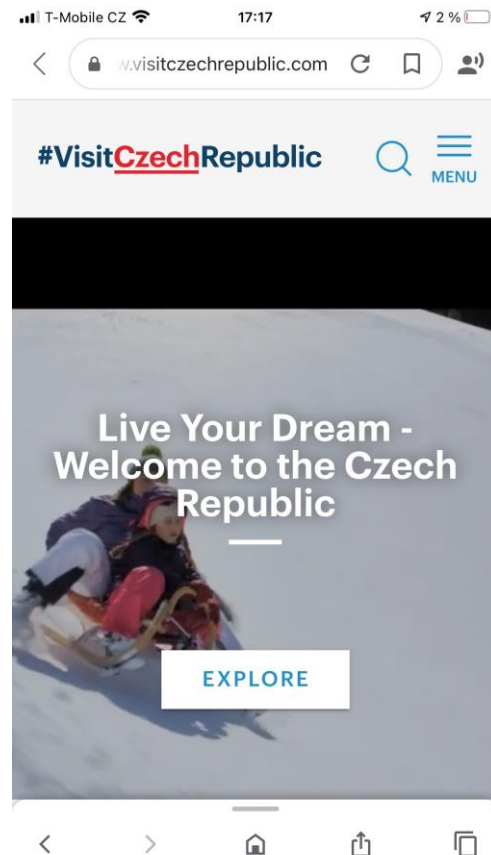 T-Mobile CZ 17:17 2 %
w.visitczechrepublic.com
#VisitCzechRepublic
MENU
Live Your Dream -
Welcome to the Czech
Republic
EXPLORE